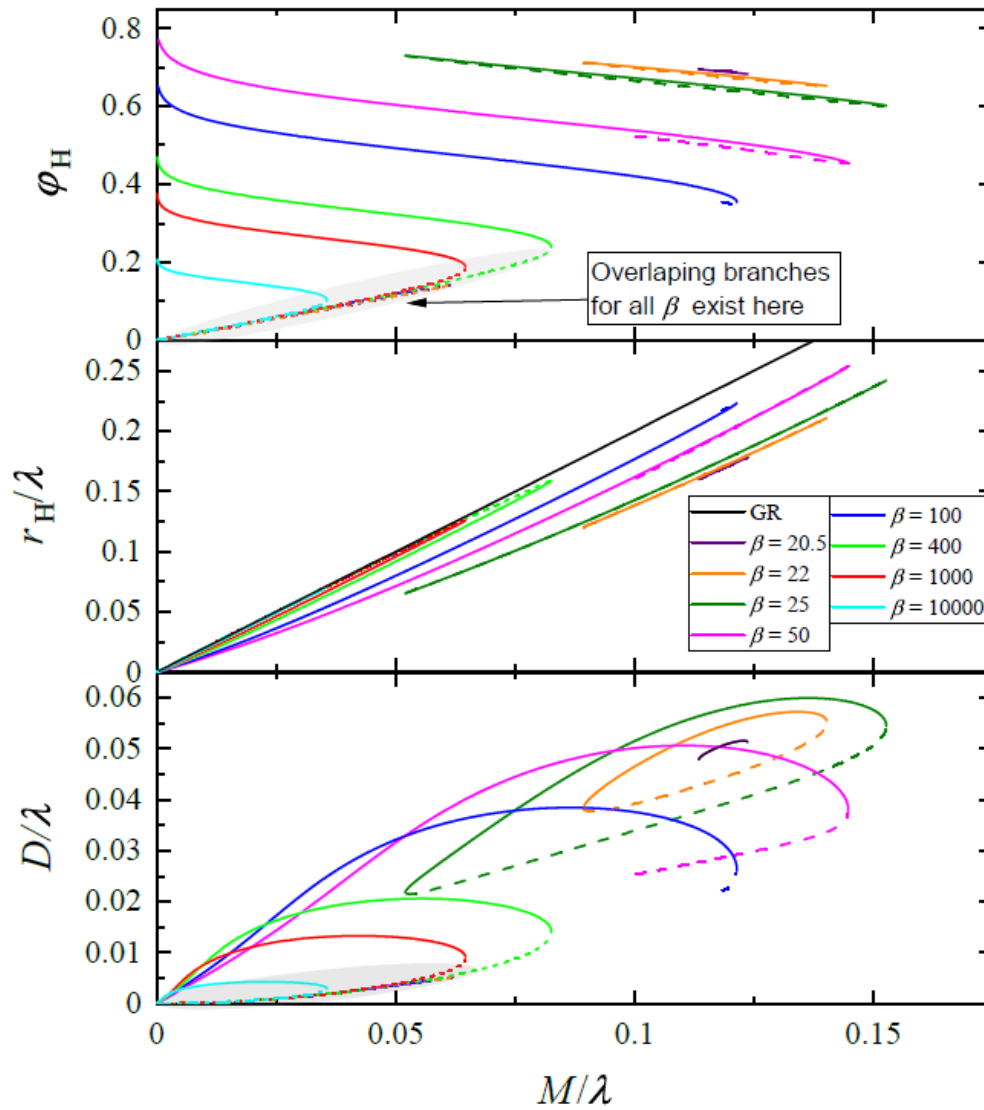 0.8
0.6
φH
0.4
0.2
0
Overlaping branches
for all β exist here
0.25
0.2
rH/λ
0.15
0.1
0.05
0
GR
β = 20.5
β = 22
β = 25
β = 50
β = 100
β = 400
β = 1000
β = 10000
0.06
0.05
0.04
D/λ
0.03
0.02
0.01
0
0 0.05 0.1 0.15
M/λ